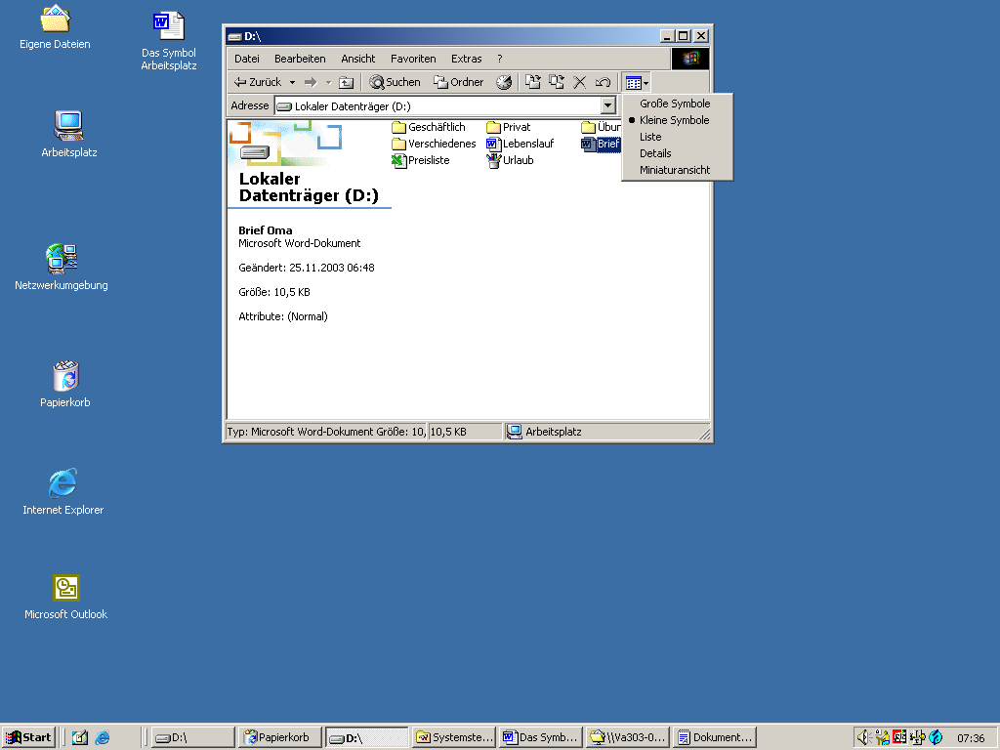 Eigene Dateien
Das Symbol
Arbeitsplatz
Arbeitsplatz
Netzwerkumgebung
Papierkorb
Internet Explorer
Microsoft Outlook
D:\
Datei Bearbeiten Ansicht Favoriten Extras ?
Zurück Suchen Ordner
Adresse Lokaler Datenträger (D:)
Große Symbole
Kleine Symbole
Liste
Details
Miniaturansicht
Geschäftlich Privat
Verschiedenes Lebenslauf Brief
Preisliste Urlaub
Lokaler
Datenträger (D:)
Brief Oma
Microsoft Word-Dokument
Geändert: 25.11.2003 06:48
Größe: 10,5 KB
Attribute: (Normal)
Typ: Microsoft Word-Dokument Größe: 10, 10,5 KB Arbeitsplatz
Start D:\ Papierkorb D:\ Systemste... Das Symb... \\Va303-0... Dokument... 07:36